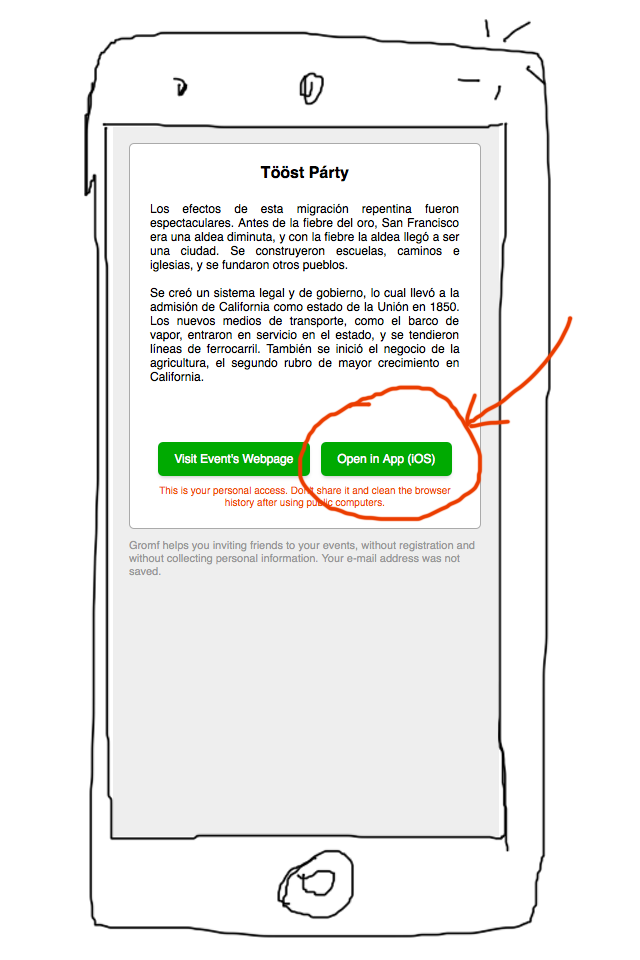 Tööst Párty
Los efectos de esta migración repentina fueron
espectaculares. Antes de la fiebre del oro, San Francisco
era una aldea diminuta, y con la fiebre la aldea llegó a ser
una ciudad. Se construyeron escuelas, caminos e
iglesias, y se fundaron otros pueblos.
Se creó un sistema legal y de gobierno, lo cual llevó a la
admisión de California como estado de la Unión en 1850.
Los nuevos medios de transporte, como el barco de
vapor, entraron en servicio en el estado, y se tendieron
líneas de ferrocarril. También se inició el negocio de la
agricultura, el segundo rubro de mayor crecimiento en
California.
Visit Event's Webpage
Open in App (iOS)
This is your personal access. Don't share it and clean the browser
history after using public computers.
Gromf helps you inviting friends to your events, without registration and
without collecting personal information. Your e-mail address was not
saved.